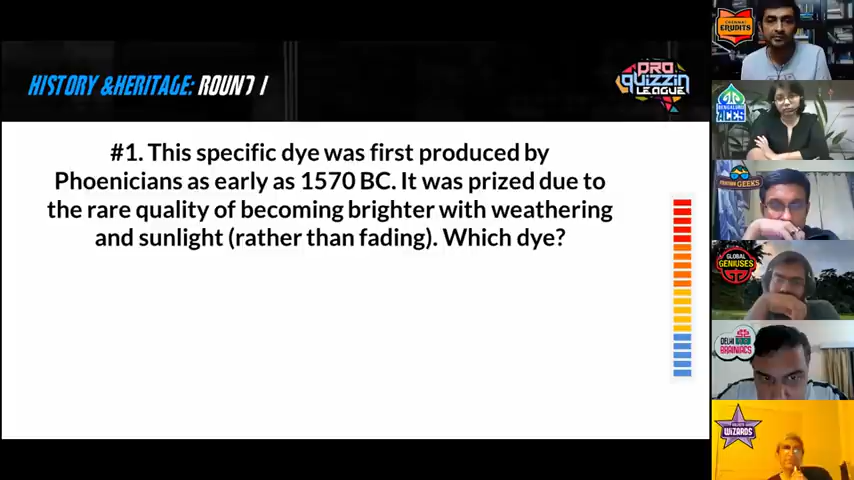 HISTORY &HERITAGE: ROUND 1
PRO
QUIZZIN
LEAGUE
#1. This specific dye was first produced by
Phoenicians as early as 1570 BC. It was prized due to
the rare quality of becoming brighter with weathering
and sunlight (rather than fading). Which dye?
CHENNAI
ERUDITS
BENGALURU
ACES
GEEKS
GLOBAL
GENIUSES
DELHI
BRAINIACS
WIZARDS